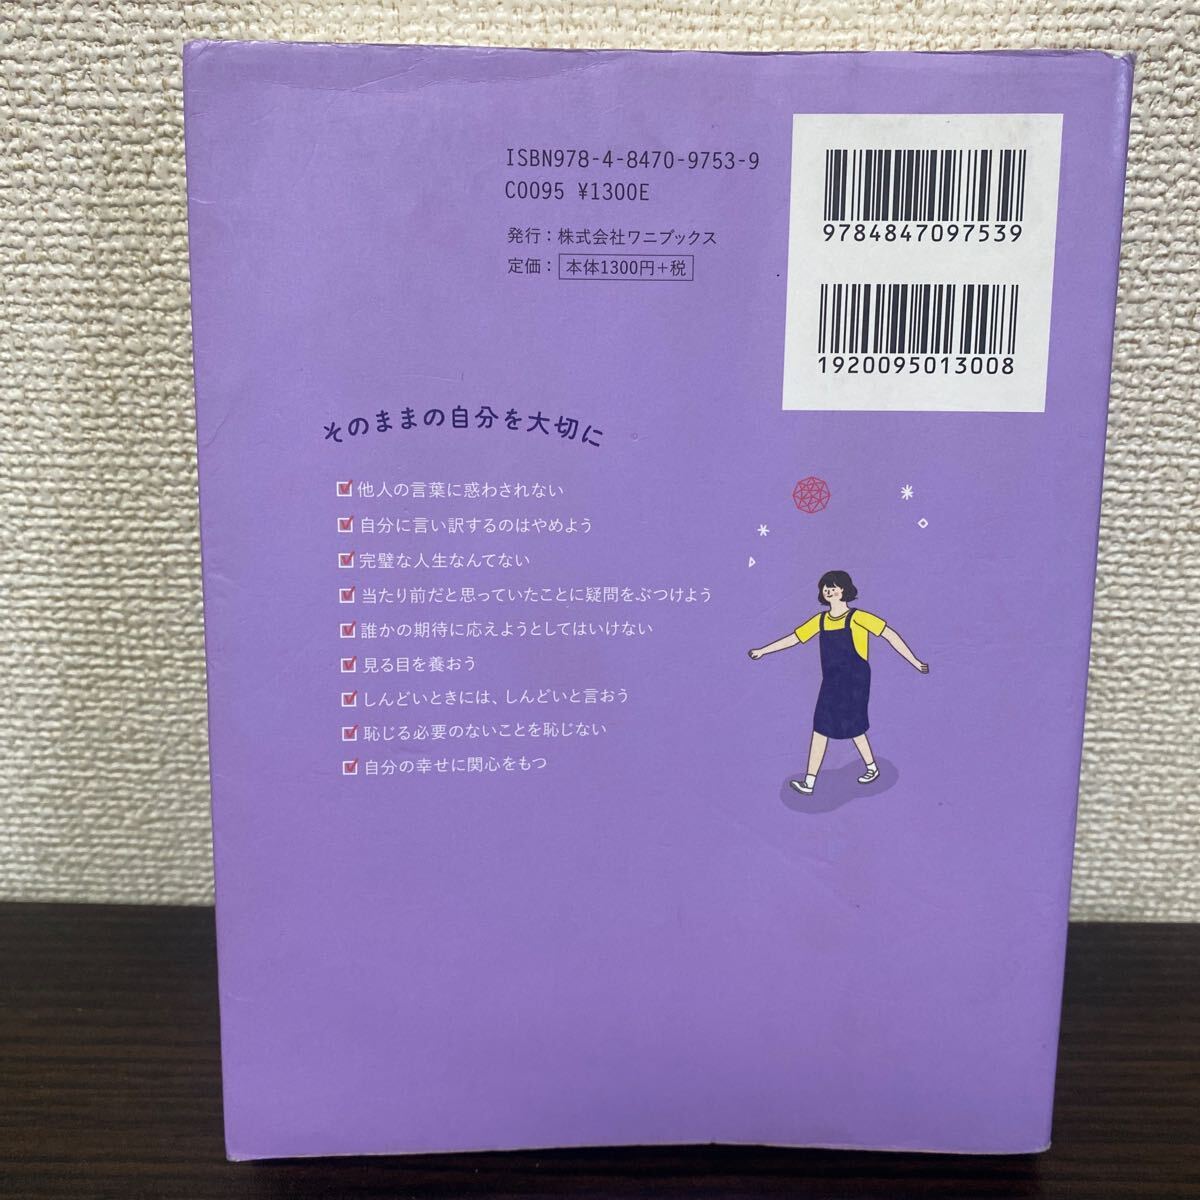 ISBN978-4-8470-9753-9
C0095 ¥1300E
発行：株式会社ワニブックス
定価：本体1300円+税
9784847097539
1920095013008
そのままの自分を大切に
他人の言葉に惑わされない
自分に言い訳するのはやめよう
完璧な人生なんてない
当たり前だと思っていたことに疑問をぶつけよう
誰かの期待に応えようとしてはいけない
見る目を養おう
しんどいときには、しんどいと言おう
恥じる必要のないことを恥じない
自分の幸せに関心をもつ